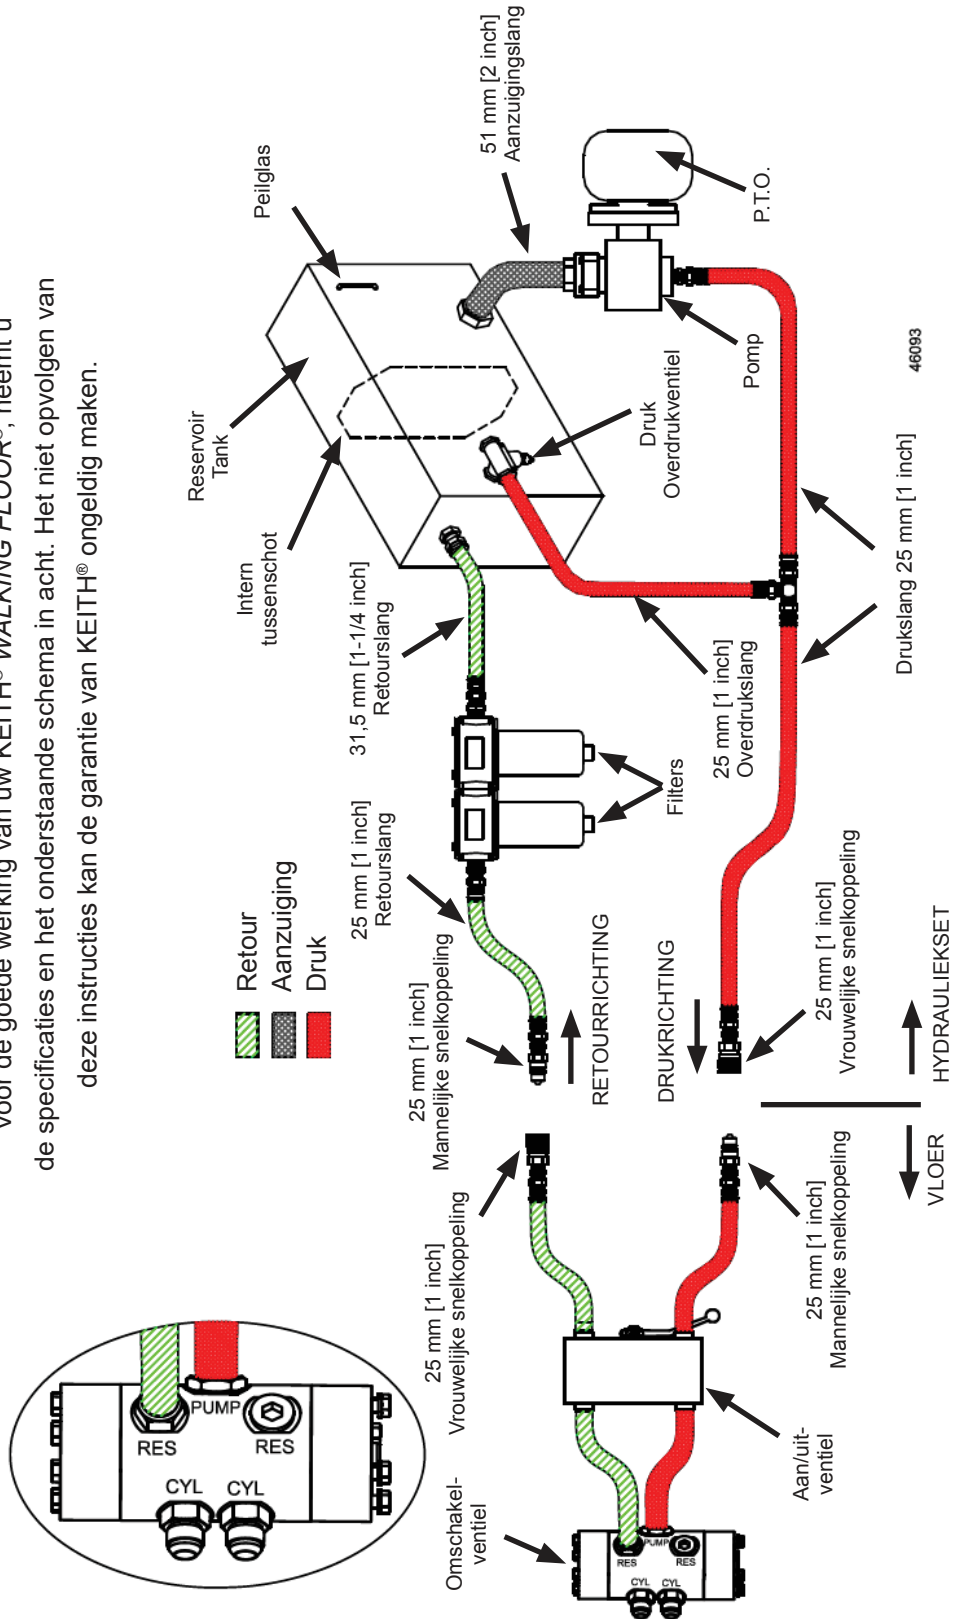 voor de goede werking van uw KEITH® WALKING FLOOR®, neemt u
de specificaties en het onderstaande schema in acht. Het niet opvolgen van
deze instructies kan de garantie van KEITH® ongeldig maken.
Retour
Aanzuiging
Druk
Peilglas
51 mm [2 inch]
Aanzuigingslang
Reservoir
Tank
Intern
tussenschot
31,5 mm [1-1/4 inch]
Retourslang
25 mm [1 inch]
Retourslang
25 mm [1 inch]
Mannelijke snelkoppeling
25 mm [1 inch]
Vrouwelijke snelkoppeling
Omschakel-
ventiel
P.T.O.
Pomp
Druk
Overdrukventiel
25 mm [1 inch]
Overdrukslang
Filters
RETOURRICHTING
DRUKRICHTING
Drukslang 25 mm [1 inch]
25 mm [1 inch]
Vrouwelijke snelkoppeling
25 mm [1 inch]
Mannelijke snelkoppeling
Aan/uit-
ventiel
VLOER
HYDRAULIEKSET
46093
CYL
CYL
RES
PUMP
RES
CYL
CYL
RES
PUMP
RES